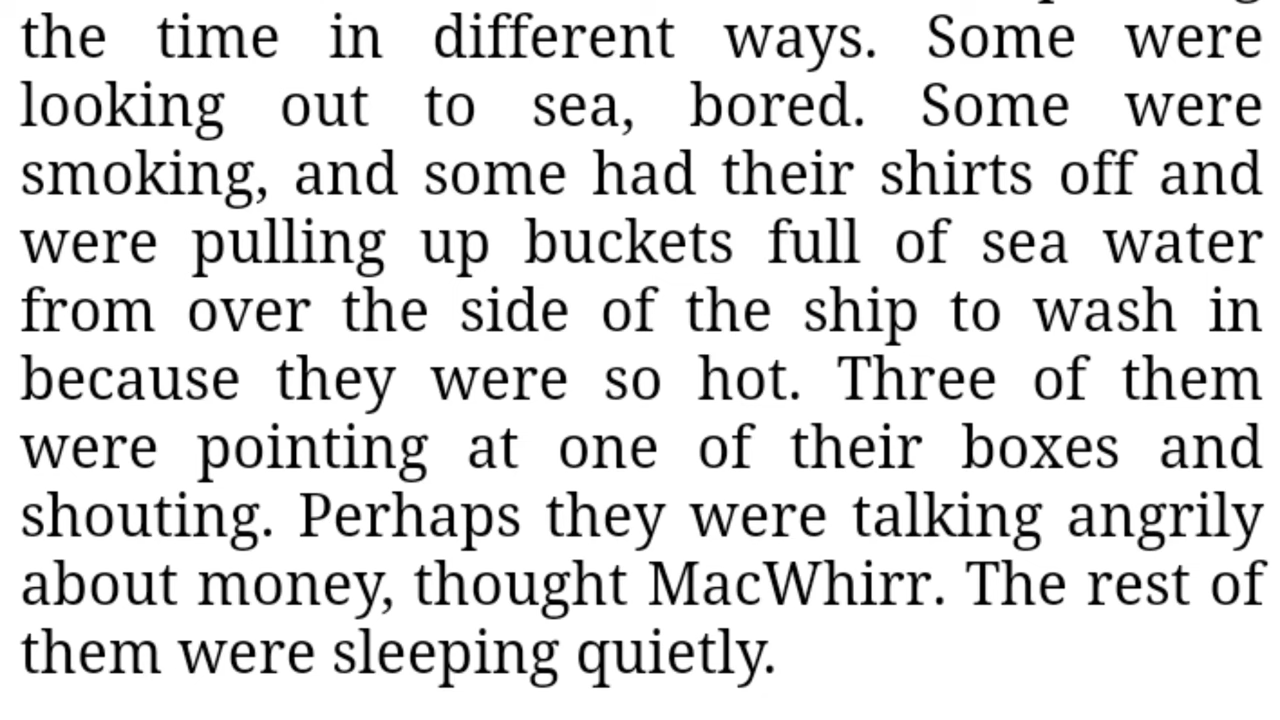 the time in different ways. Some were
looking out to sea, bored. Some were
smoking, and some had their shirts off and
were pulling up buckets full of sea water
from over the side of the ship to wash in
because they were so hot. Three of them
were pointing at one of their boxes and
shouting. Perhaps they were talking angrily
about money, thought MacWhirr. The rest of
them were sleeping quietly.